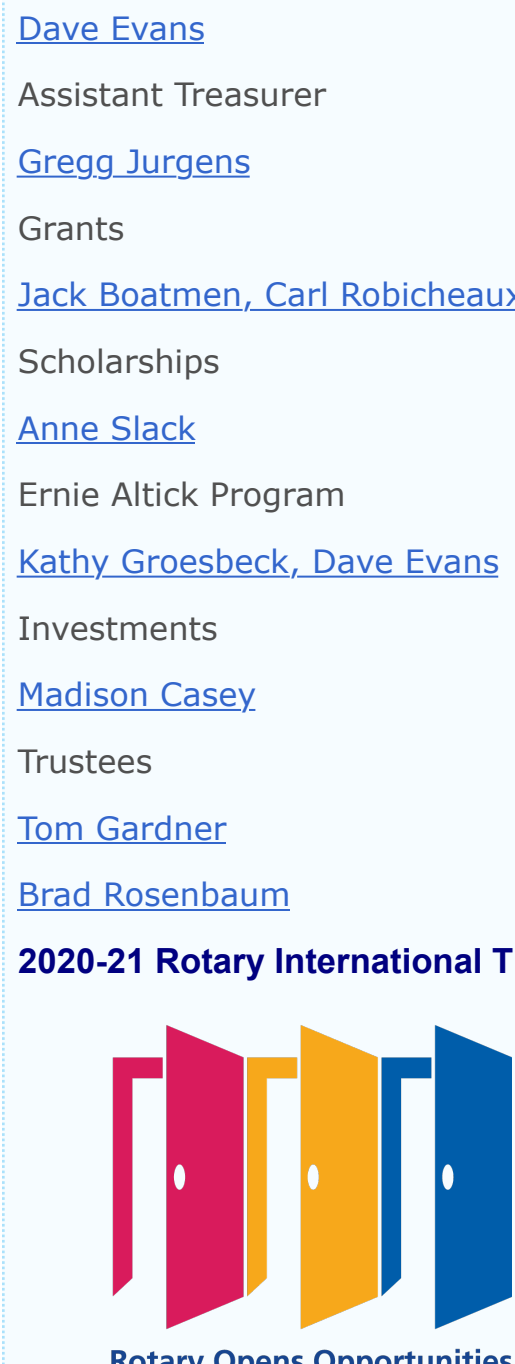 Dave Evans
Assistant Treasurer
Gregg Jurgens
Grants
Jack Boatmen, Carl Robicheaux
Scholarships
Anne Slack
Ernie Altick Program
Kathy Groesbeck, Dave Evans
Investments
Madison Casey
Trustees
Tom Gardner
Brad Rosenbaum
2020-21 Rotary International T
Rotary Opens Opportunities